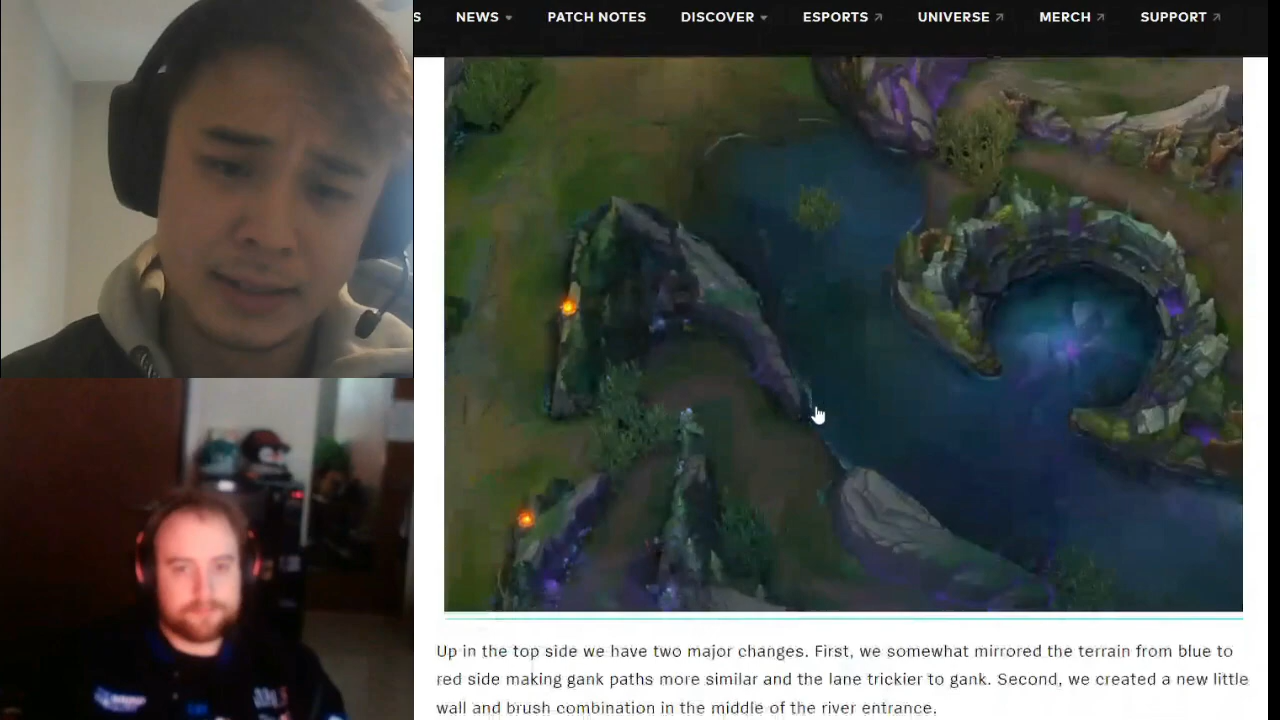 S NEWS PATCH NOTES DISCOVER ESPORTS UNIVERSE MERCH SUPPORT
Up in the top side we have two major changes. First, we somewhat mirrored the terrain from blue to
red side making gank paths more similar and the lane trickier to gank. Second, we created a new little
wall and brush combination in the middle of the river entrance.